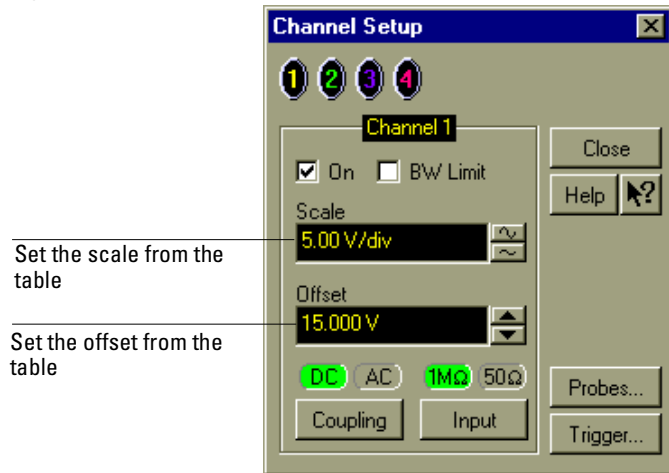 Channel Setup
1 2 3 4
Channel 1
On BW Limit
Close
Help ?
Scale
5.00 V/div
Set the scale from the
table
Offset
15.000 V
Set the offset from the
table
DC AC 1MΩ 50Ω
Coupling Input
Probes...
Trigger...